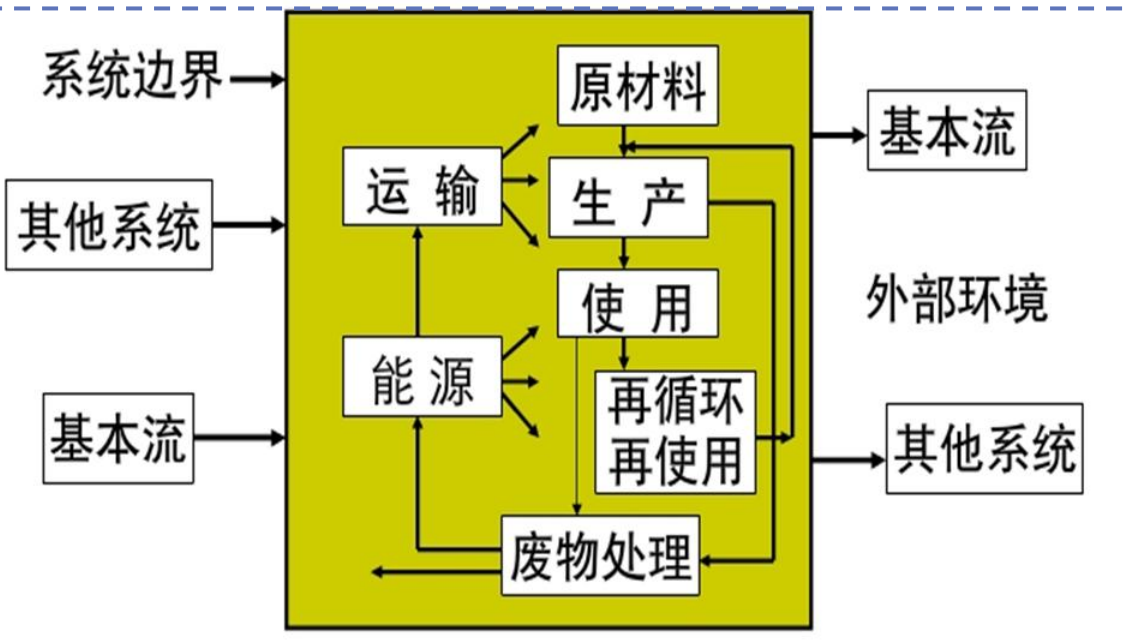 系统边界
其他系统
基本流
原材料
运 输
生 产
使 用
能 源
再循环
再使用
废物处理
基本流
外部环境
其他系统